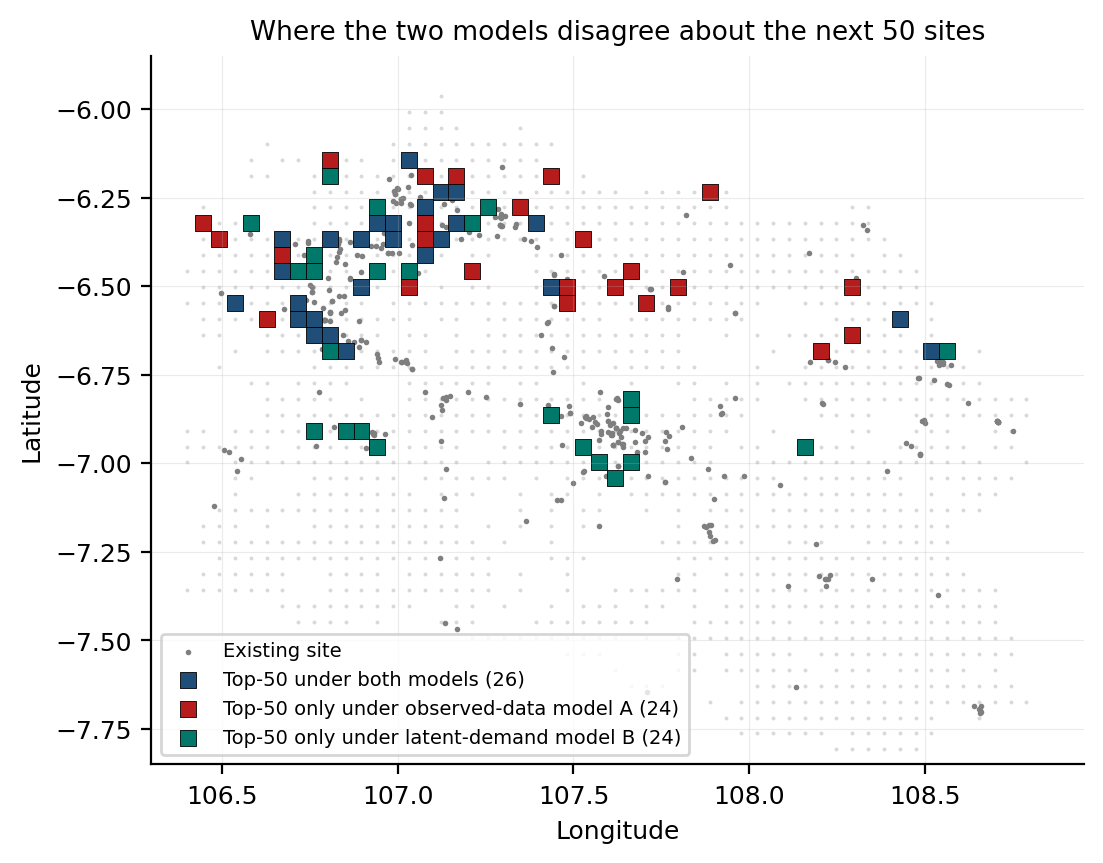 Where the two models disagree about the next 50 sites
−6.00
−6.25
−6.50
−6.75
−7.00
−7.25
−7.50
−7.75
Latitude
Existing site
Top-50 under both models (26)
Top-50 only under observed-data model A (24)
Top-50 only under latent-demand model B (24)
106.5 107.0 107.5 108.0 108.5
Longitude